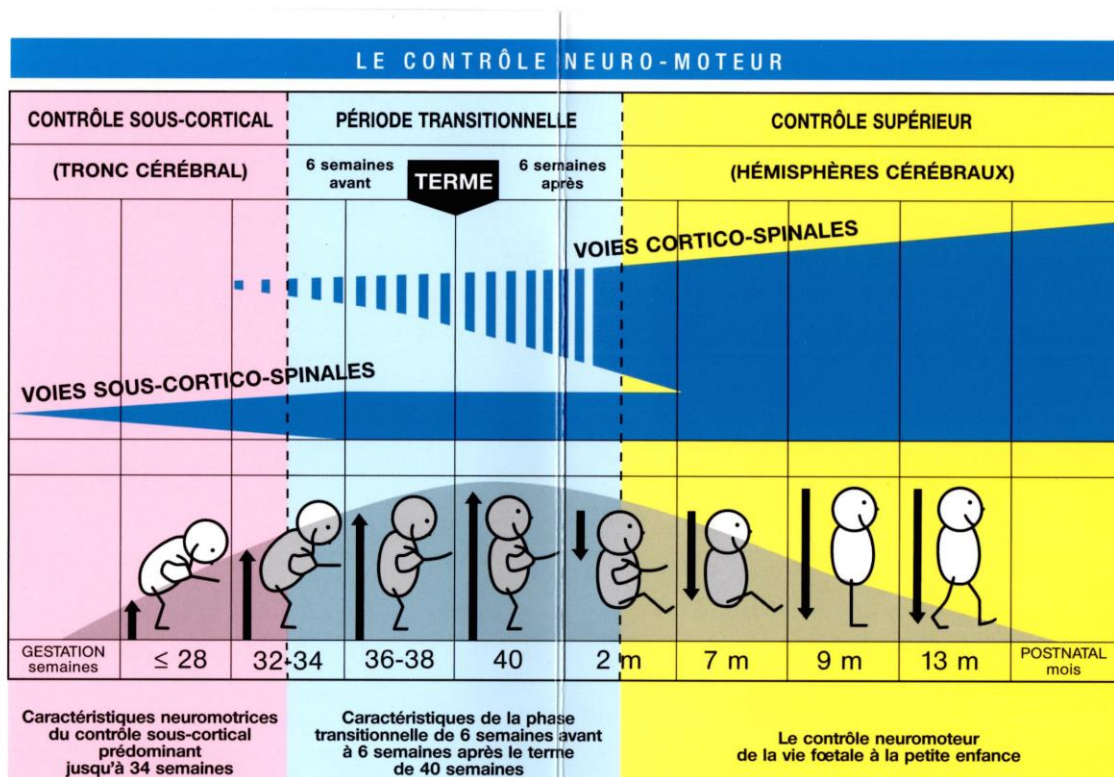 LE CONTRÔLE NEURO-MOTEUR
CONTRÔLE SOUS-CORTICAL
PÉRIODE TRANSITIONNELLE
CONTRÔLE SUPÉRIEUR
(TRONC CÉRÉBRAL)
6 semaines
avant
TERME
6 semaines
après
(HÉMISPHÈRES CÉRÉBRAUX)
VOIES CORTICO-SPINALES
VOIES SOUS-CORTICO-SPINALES
GESTATION
semaines
≤ 28
32-34
36-38
40
2 m
7 m
9 m
13 m
POSTNATAL
mois
Caractéristiques neuromotrices
du contrôle sous-cortical
prédominant
jusqu'à 34 semaines
Caractéristiques de la phase
transitionnelle de 6 semaines avant
à 6 semaines après le terme
de 40 semaines
Le contrôle neuromoteur
de la vie fœtale à la petite enfance